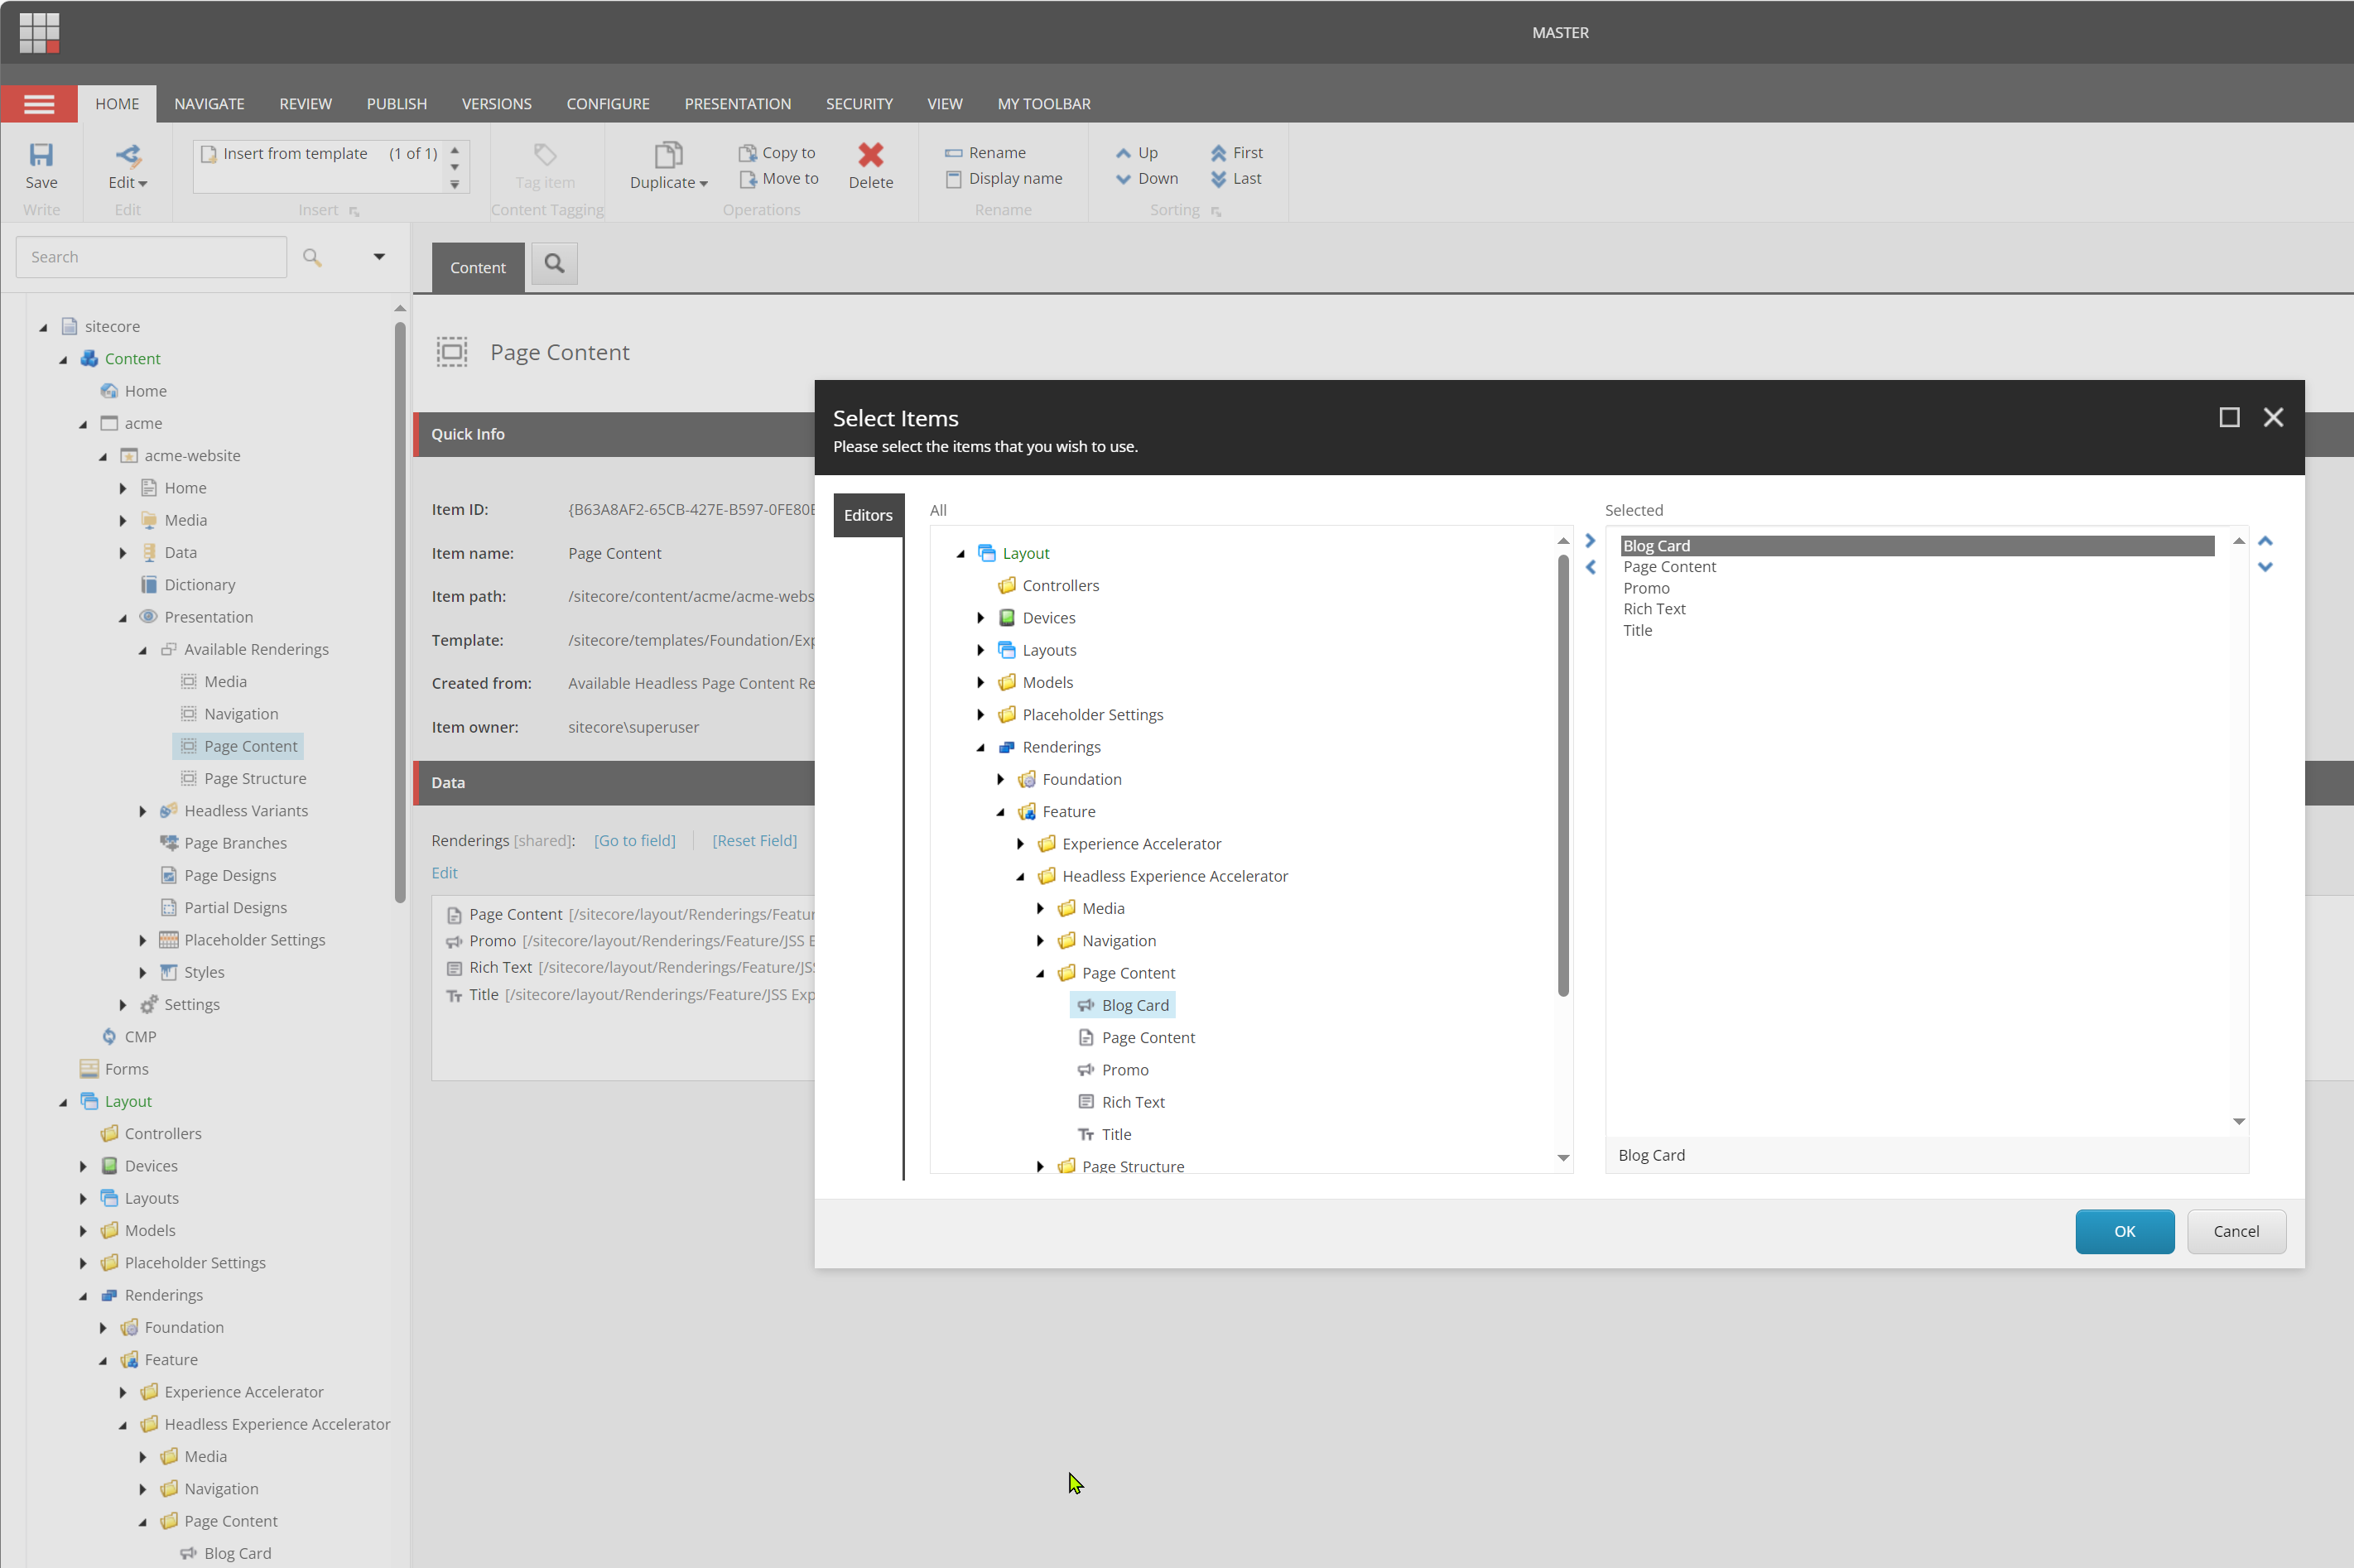 MASTER
HOME NAVIGATE REVIEW PUBLISH VERSIONS CONFIGURE PRESENTATION SECURITY VIEW MY TOOLBAR
Insert from template (1 of 1)
Copy to
Rename
Up
First
Save
Edit
Tag item
Duplicate
Move to
Delete
Display name
Down
Last
Write
Edit
Insert
Content Tagging
Operations
Rename
Sorting
Search
sitecore
Content
Home
acme
acme-website
Home
Media
Data
Dictionary
Presentation
Available Renderings
Media
Navigation
Page Content
Page Structure
Headless Variants
Page Branches
Page Designs
Partial Designs
Placeholder Settings
Styles
Settings
CMP
Forms
Layout
Controllers
Devices
Layouts
Models
Placeholder Settings
Renderings
Foundation
Feature
Experience Accelerator
Headless Experience Accelerator
Media
Navigation
Page Content
Blog Card
Content
Page Content
Quick Info
Item ID: {B63A8AF2-65CB-427E-B597-0FE80
Item name: Page Content
Item path: /sitecore/content/acme/acme-webs
Template: /sitecore/templates/Foundation/Exp
Created from: Available Headless Page Content Re
Item owner: sitecore\superuser
Data
Renderings [shared]: [Go to field] [Reset Field]
Edit
Page Content [/sitecore/layout/Renderings/Featur
Promo [/sitecore/layout/Renderings/Feature/JSS E
Rich Text [/sitecore/layout/Renderings/Feature/JS
Title [/sitecore/layout/Renderings/Feature/JSS Exp
Select Items
Please select the items that you wish to use.
Editors
All
Layout
Controllers
Devices
Layouts
Models
Placeholder Settings
Renderings
Foundation
Feature
Experience Accelerator
Headless Experience Accelerator
Media
Navigation
Page Content
Blog Card
Page Content
Promo
Rich Text
Title
Page Structure
Selected
Blog Card
Page Content
Promo
Rich Text
Title
Blog Card
OK
Cancel